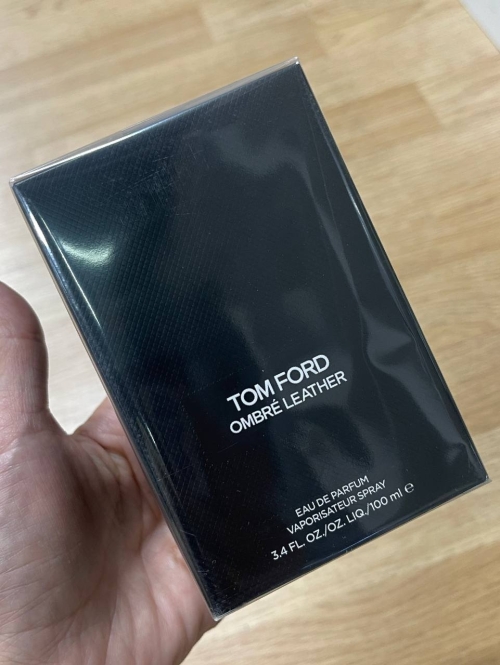 TOM FORD
OMBRÉ LEATHER
EAU DE PARFUM
VAPORISATEUR SPRAY
3.4 FL. OZ./OZ. LIQ./100 ml ℮